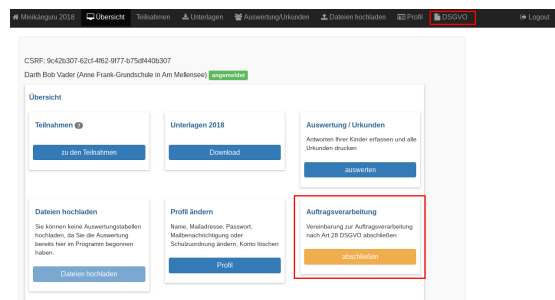 Minikänguru 2018 Übersicht Teilnahmen Unterlagen Auswertung/Urkunden Dateien hochladen Profil DSGVO Logout
CSRF: 9c42b307-62cf-4f62-9f77-b75df440b307
Darth Bob Vader (Anne Frank-Grundschule in Am Mellensee) angemeldet
Übersicht
Teilnahmen ?
zu den Teilnahmen
Unterlagen 2018
Download
Auswertung / Urkunden
Antworten Ihrer Kinder erfassen und alle
Urkunden drucken
auswerten
Dateien hochladen
Sie können keine Auswertungstabellen
hochladen, da Sie die Auswertung
bereits hier im Programm begonnen
haben.
Dateien hochladen
Profil ändern
Name, Mailadresse, Passwort,
Mailbenachrichtigung oder
Schulzuordnung ändern, Konto löschen
Profil
Auftragsverarbeitung
Vereinbarung zur Auftragsverarbeitung
nach Art.28 DSGVO abschließen
abschließen